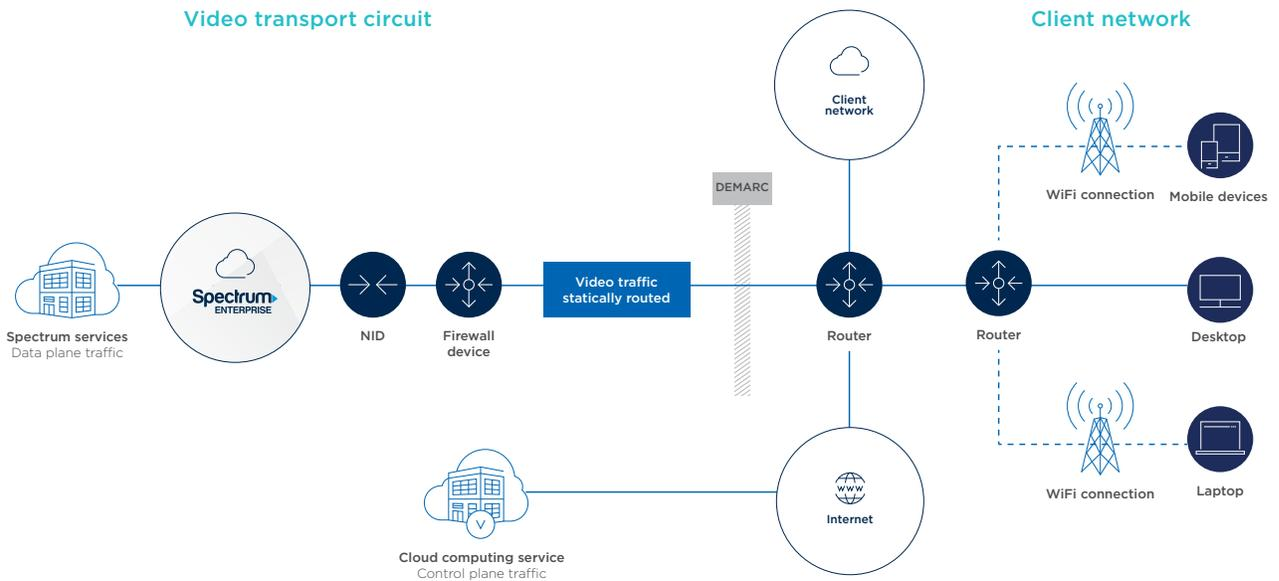 Video transport circuit
Client network
Client
network
DEMARC
WiFi connection
Mobile devices
Spectrum
ENTERPRISE
Video traffic
statically routed
Spectrum services
Data plane traffic
NID
Firewall
device
Router
Router
Desktop
WWW
Internet
WiFi connection
Laptop
V
Cloud computing service
Control plane traffic